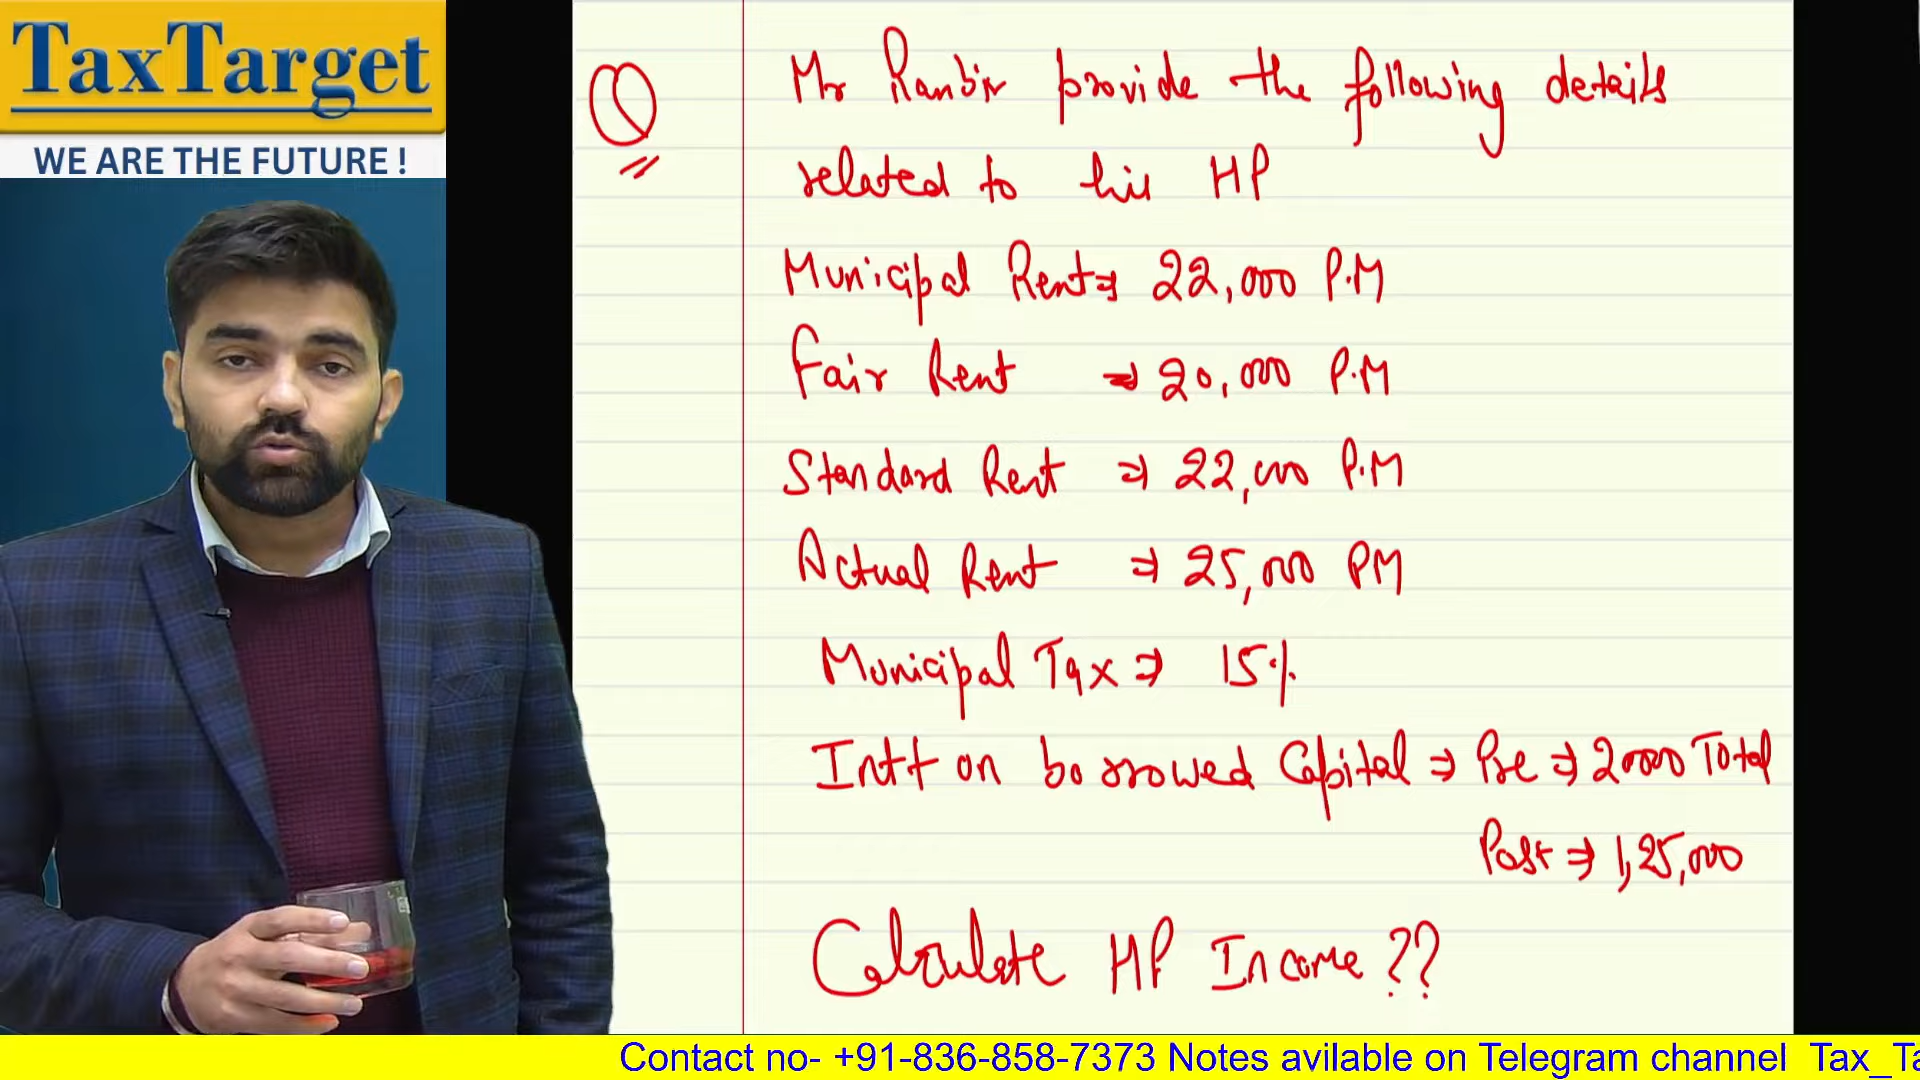 TaxTarget
WE ARE THE FUTURE !
Q
Mr Ranbir provide the following details
related to his HP
Municipal Rent ⇒ 22,000 P.M
Fair Rent ⇒ 20,000 P.M
Standard Rent ⇒ 22,000 P.M
Actual Rent ⇒ 25,000 PM
Municipal Tax ⇒ 15%
Intt on borrowed Capital ⇒ Pre ⇒ 20000 Total
Post ⇒ 1,25,000
Calculate HP Income ??
Contact no- +91-836-858-7373 Notes avilable on Telegram channel Tax_Ta